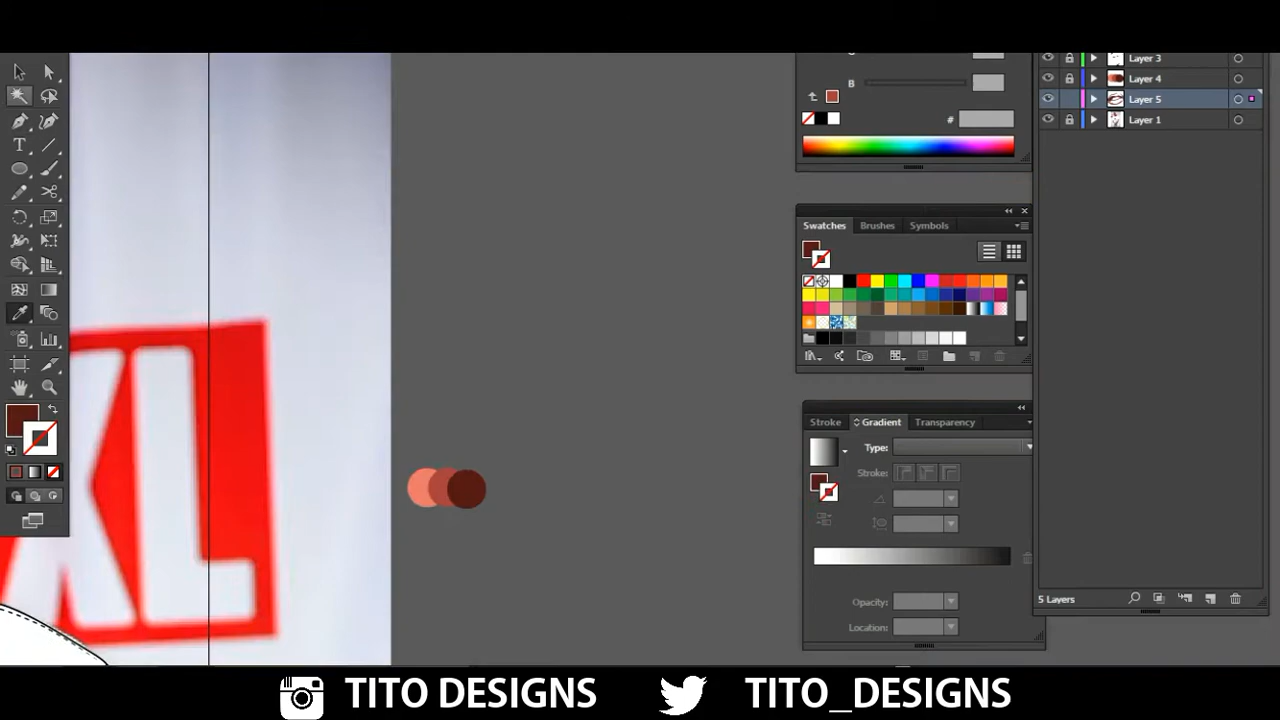 Layer 3
B
Layer 4
Layer 5
#
Layer 1
T
Swatches Brushes Symbols
XL
Stroke Gradient Transparency
Type:
Stroke:
Opacity:
Location:
5 Layers
TITO DESIGNS
TITO_DESIGNS